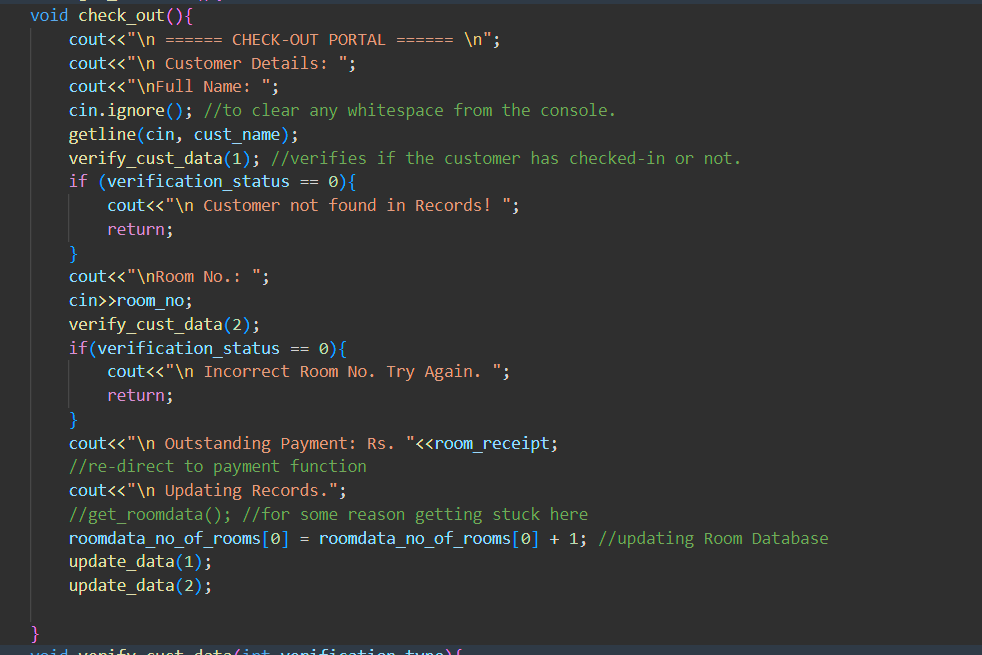 void check_out(){
cout<<"\n ====== CHECK-OUT PORTAL ====== \n";
cout<<"\n Customer Details: ";
cout<<"\nFull Name: ";
cin.ignore(); //to clear any whitespace from the console.
getline(cin, cust_name);
verify_cust_data(1); //verifies if the customer has checked-in or not.
if (verification_status == 0){
cout<<"\n Customer not found in Records! ";
return;
}
cout<<"\nRoom No.: ";
cin>>room_no;
verify_cust_data(2);
if(verification_status == 0){
cout<<"\n Incorrect Room No. Try Again. ";
return;
}
cout<<"\n Outstanding Payment: Rs. "<<room_receipt;
//re-direct to payment function
cout<<"\n Updating Records.";
//get_roomdata(); //for some reason getting stuck here
roomdata_no_of_rooms[0] = roomdata_no_of_rooms[0] + 1; //updating Room Database
update_data(1);
update_data(2);
}
void verify_cust_data(int verification_type){